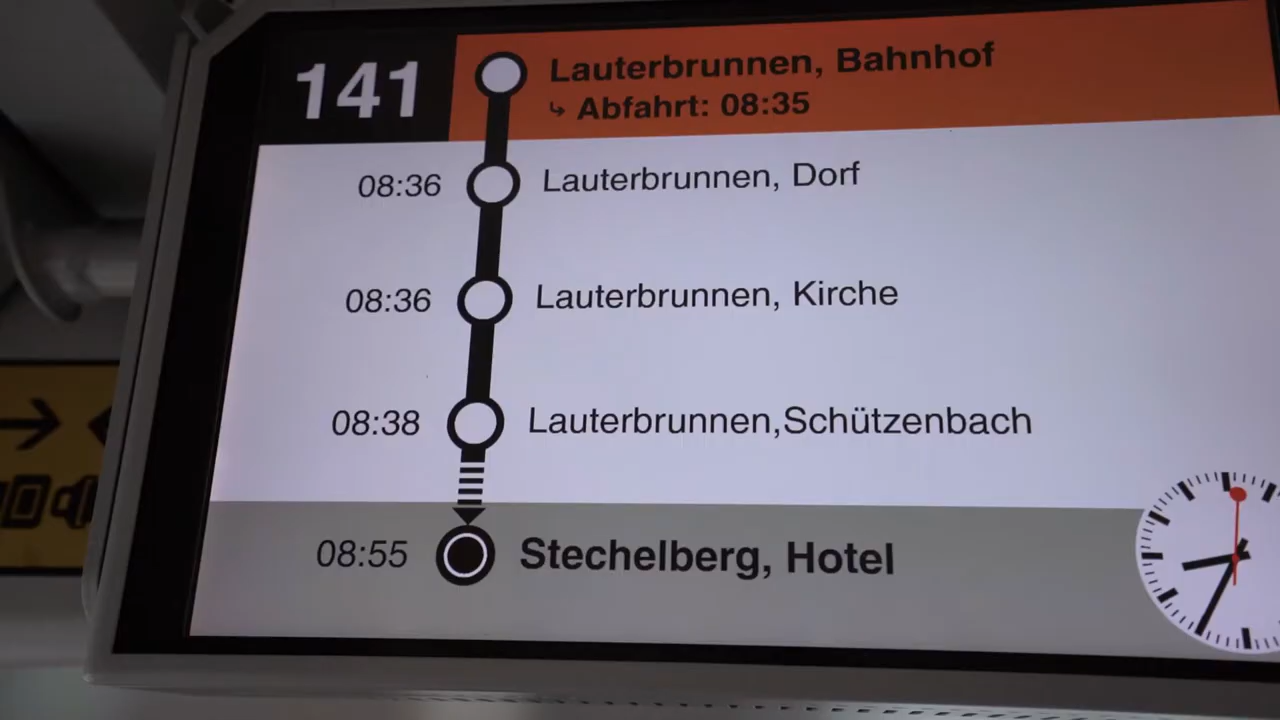 141
Lauterbrunnen, Bahnhof
↳ Abfahrt: 08:35
08:36 Lauterbrunnen, Dorf
08:36 Lauterbrunnen, Kirche
08:38 Lauterbrunnen,Schützenbach
08:55 Stechelberg, Hotel